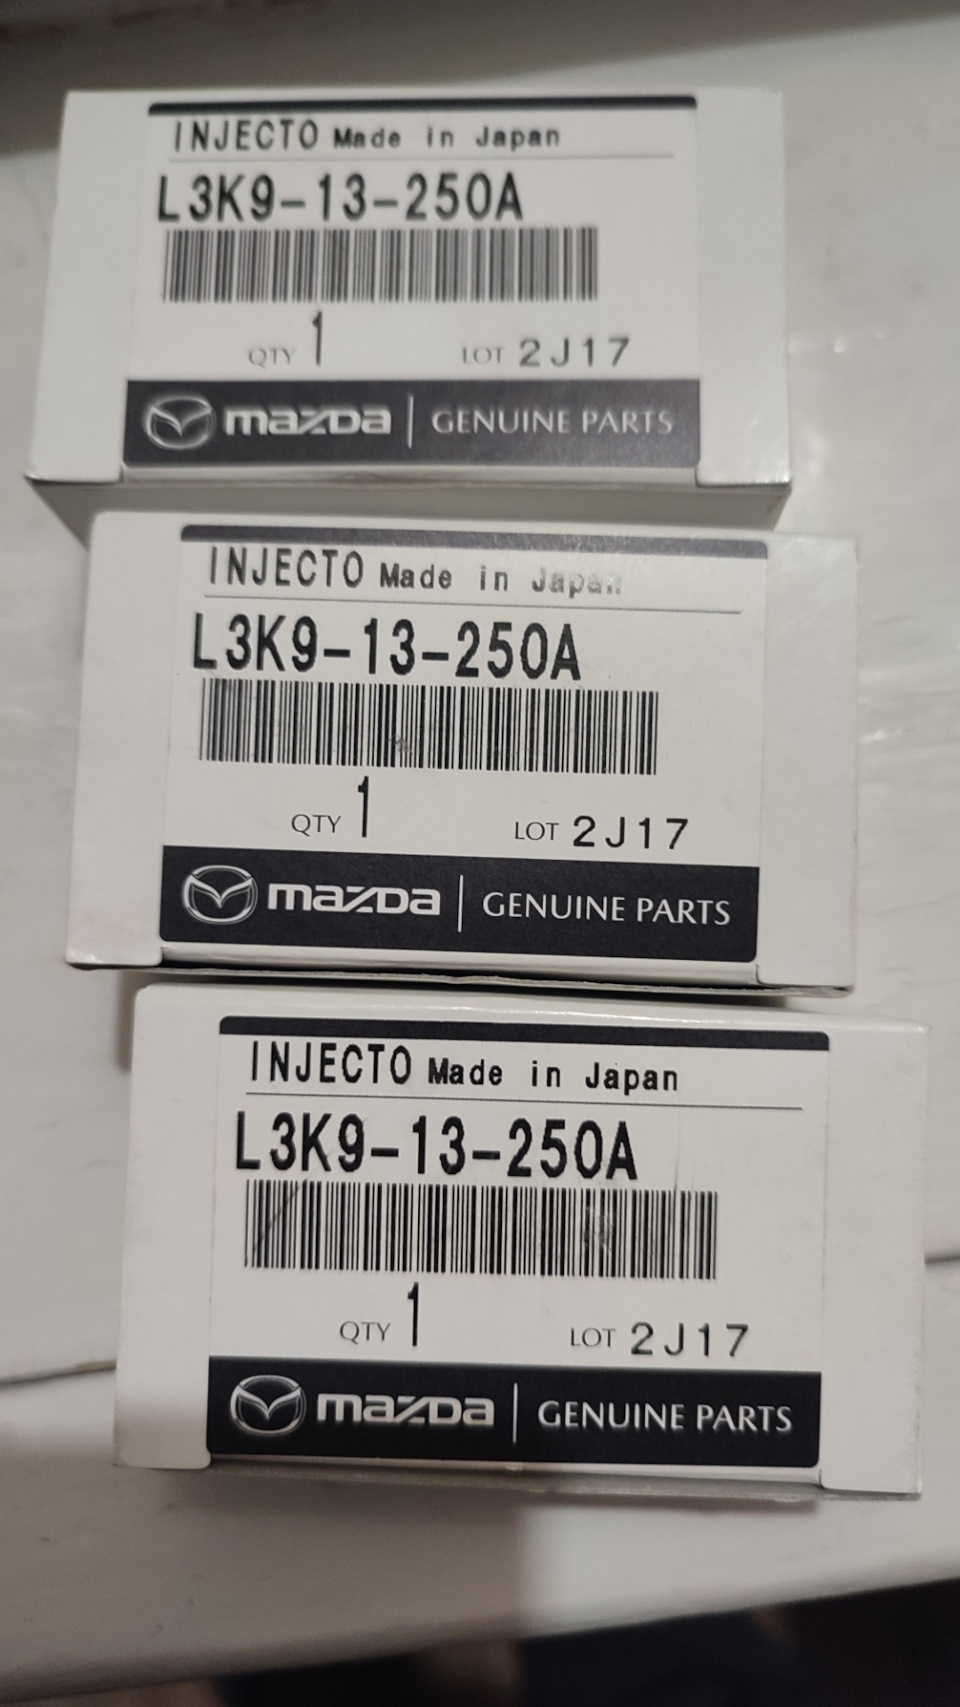 INJECTO Made in Japan
L3K9-13-250A
QTY 1 LOT 2J17
mazda | GENUINE PARTS
INJECTO Made in Japan
L3K9-13-250A
QTY 1 LOT 2J17
mazda | GENUINE PARTS
INJECTO Made in Japan
L3K9-13-250A
QTY 1 LOT 2J17
mazda | GENUINE PARTS